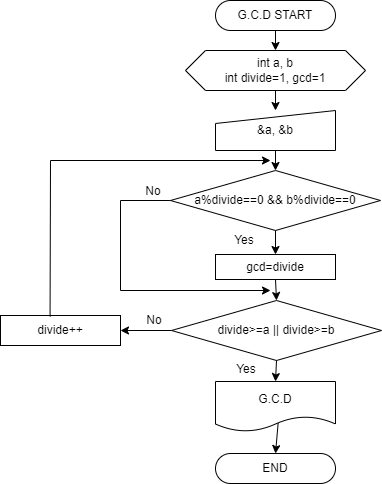 G.C.D START
int a, b
int divide=1, gcd=1
&a, &b
No
a%divide==0 && b%divide==0
Yes
gcd=divide
divide++
No
divide>=a || divide>=b
Yes
G.C.D
END